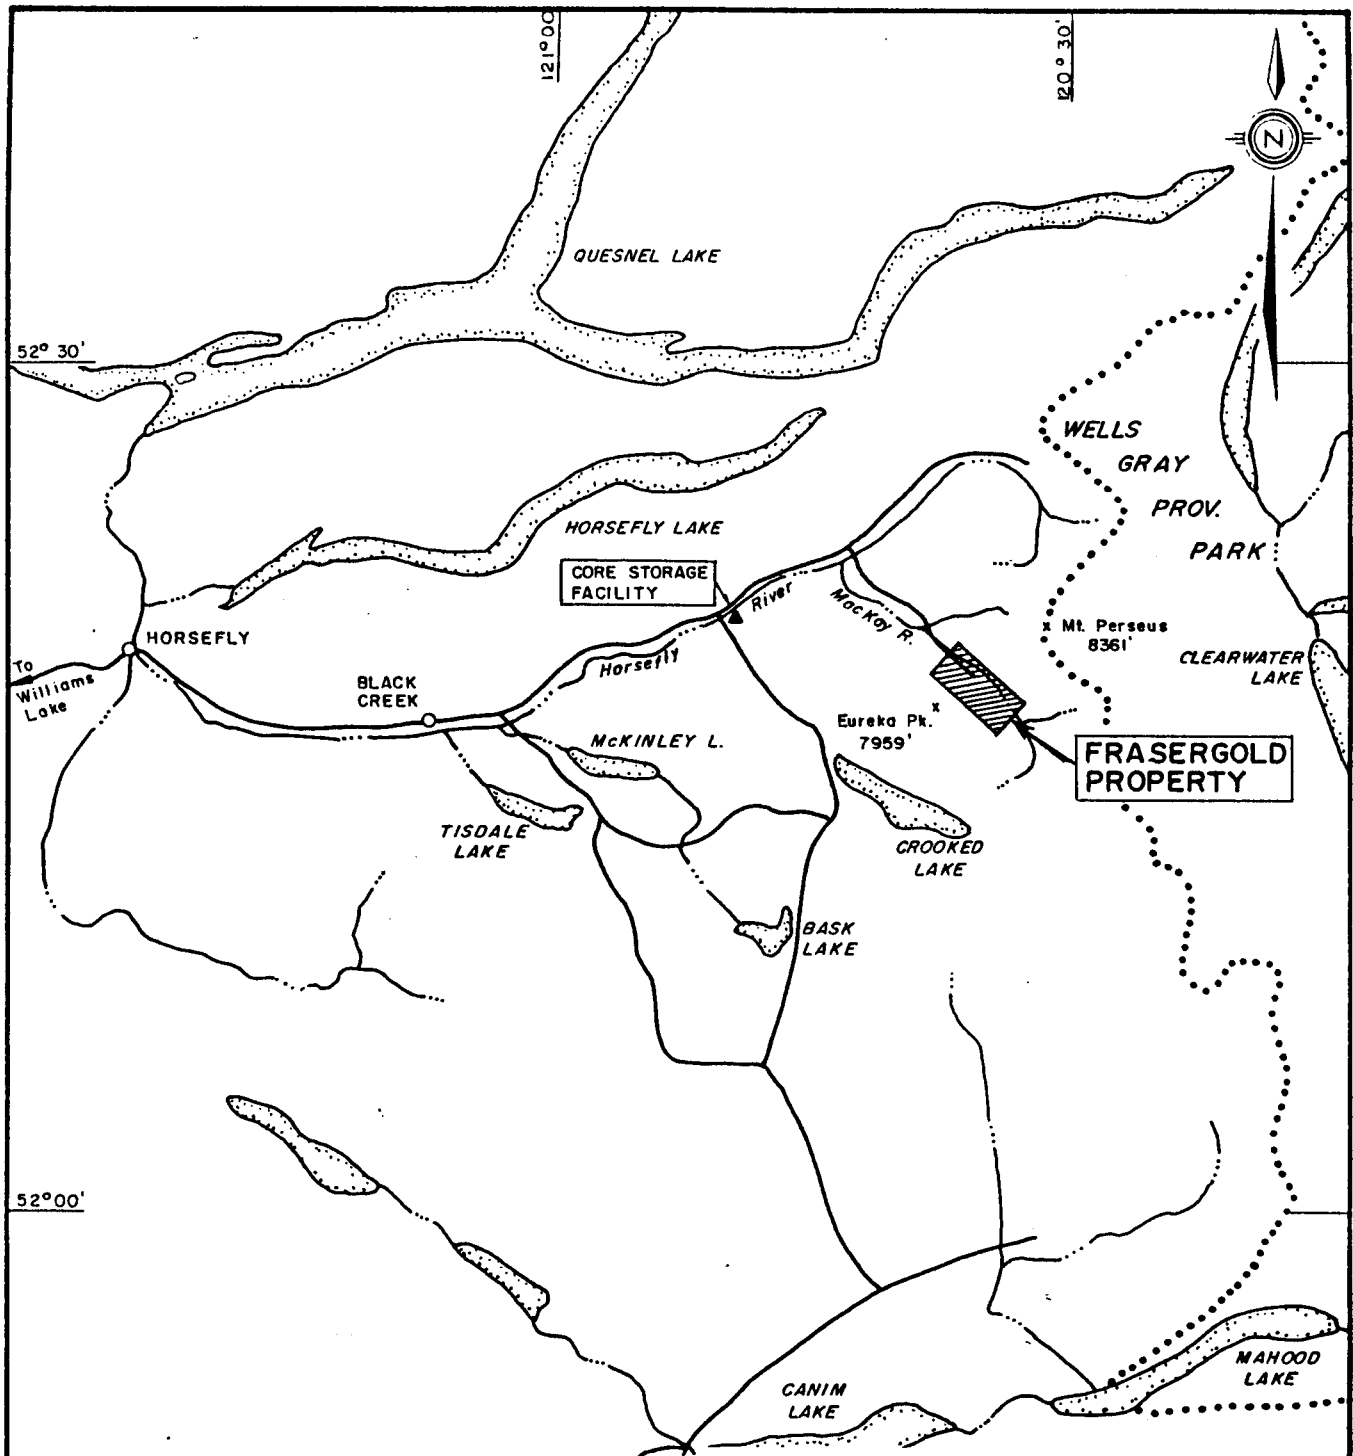 121°00'
120°30'
N
QUESNEL LAKE
52° 30'
WELLS
GRAY
PROV.
PARK
HORSEFLY LAKE
CORE STORAGE
FACILITY
River
MacKay R.
x Mt. Perseus
8361'
HORSEFLY
Horsefly
CLEARWATER
LAKE
To
Williams
Lake
BLACK
CREEK
Eureka Pk. x
7959'
McKINLEY L.
FRASERGOLD
PROPERTY
TISDALE
LAKE
CROOKED
LAKE
BASK
LAKE
52°00'
MAHOOD
LAKE
CANIM
LAKE